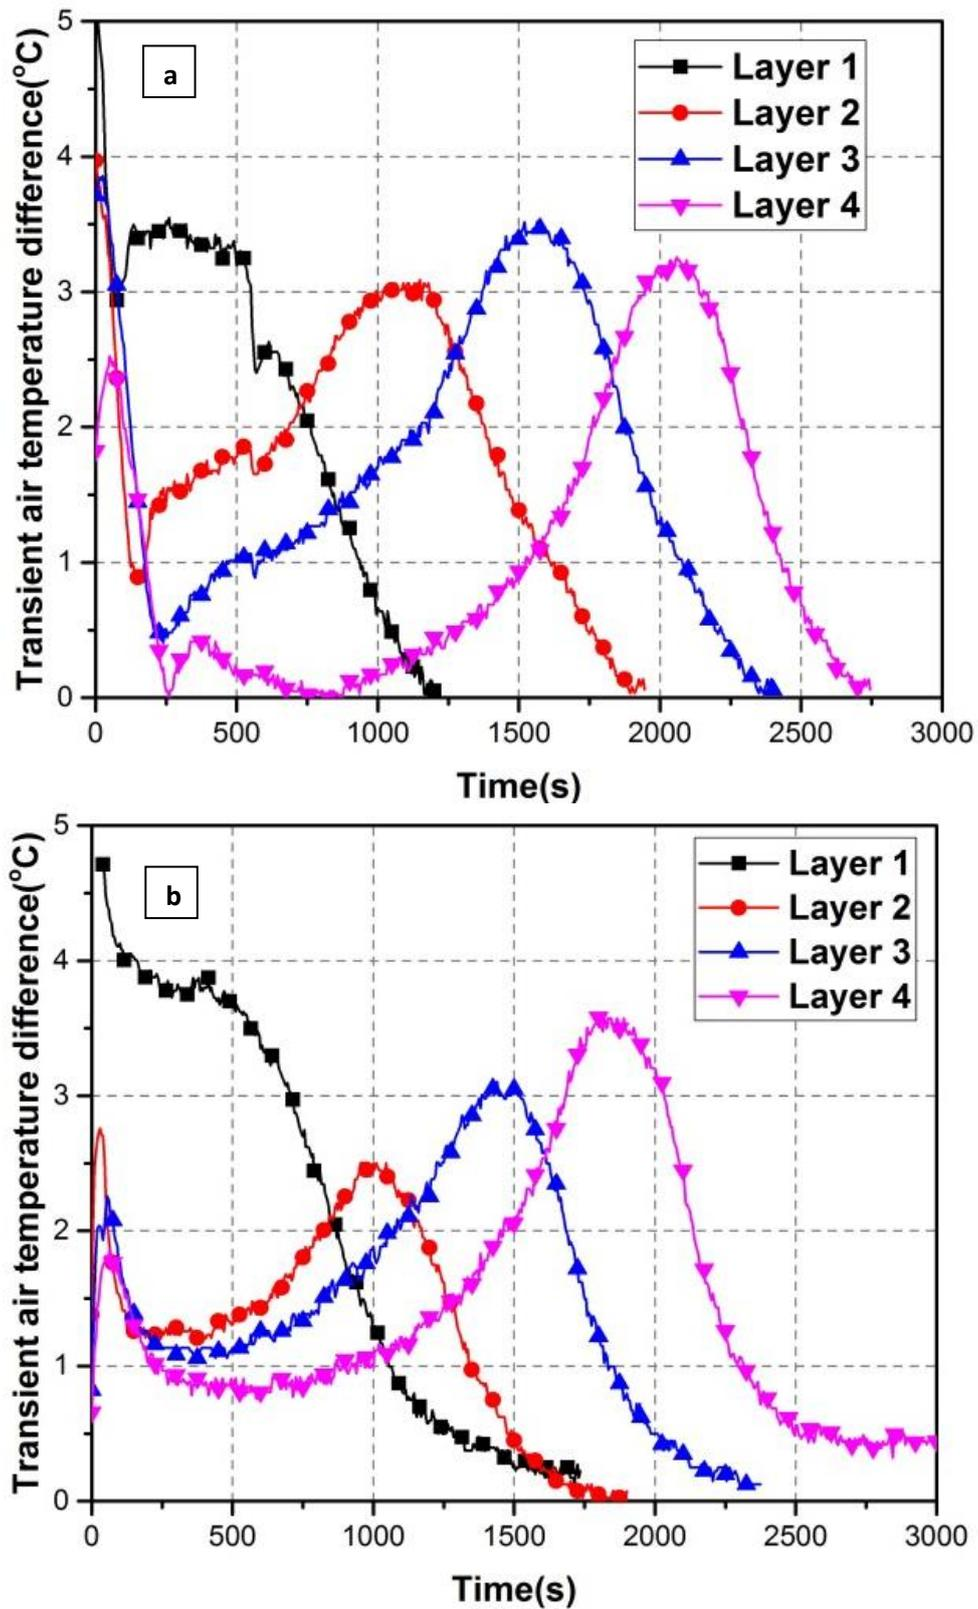 Transient air temperature difference(°C)
5
4
3
2
1
0
a
Layer 1
Layer 2
Layer 3
Layer 4
0 500 1000 1500 2000 2500 3000
Time(s)
Transient air temperature difference(°C)
5
4
3
2
1
0
b
Layer 1
Layer 2
Layer 3
Layer 4
0 500 1000 1500 2000 2500 3000
Time(s)